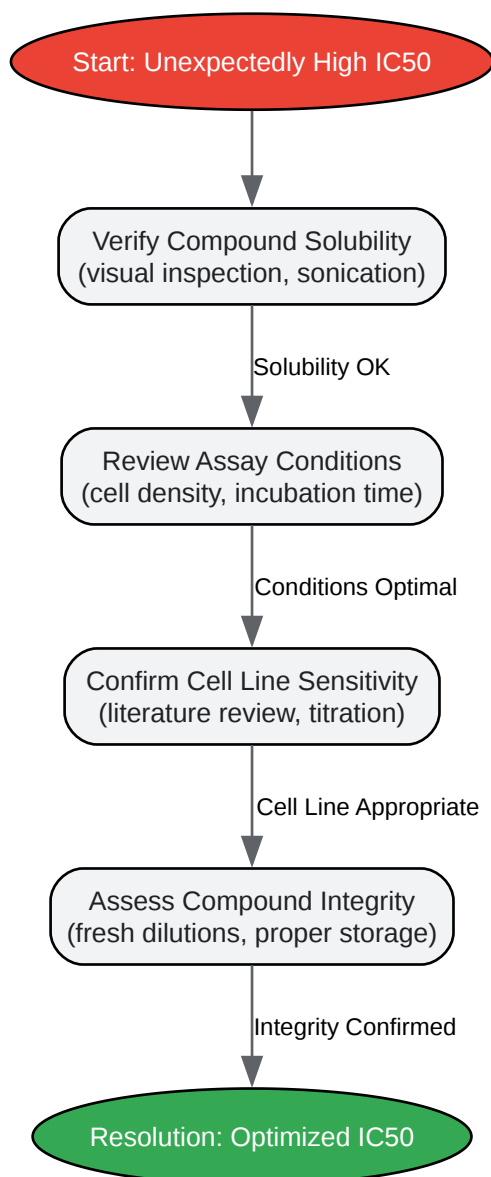 Start: Unexpectedly High IC50
Verify Compound Solubility
(visual inspection, sonication)
Solubility OK
Review Assay Conditions
(cell density, incubation time)
Conditions Optimal
Confirm Cell Line Sensitivity
(literature review, titration)
Cell Line Appropriate
Assess Compound Integrity
(fresh dilutions, proper storage)
Integrity Confirmed
Resolution: Optimized IC50